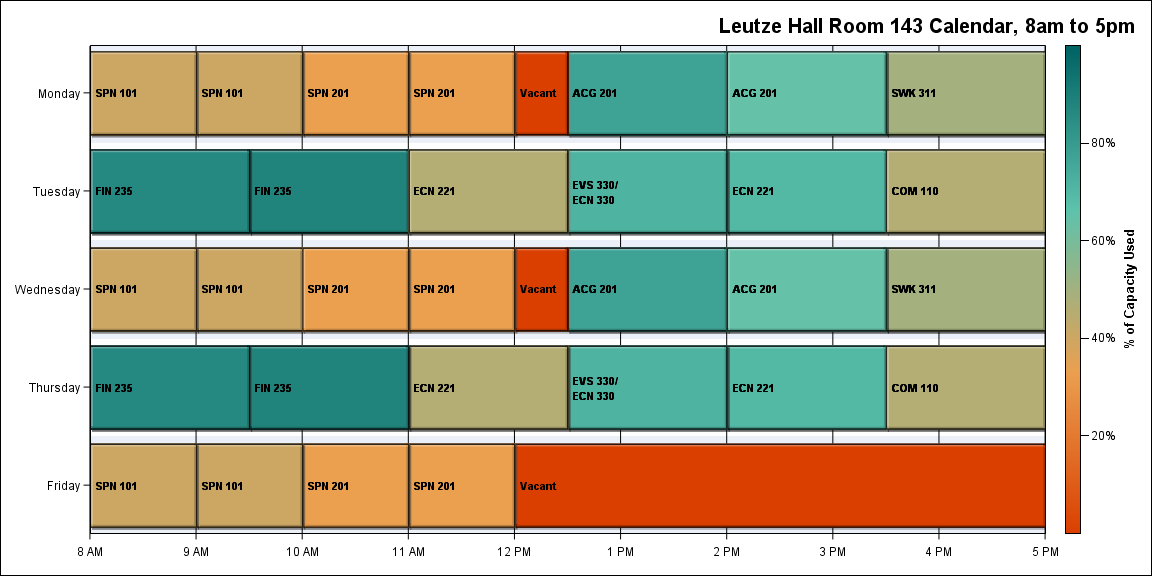 Leutze Hall Room 143 Calendar, 8am to 5pm
Monday
SPN 101
SPN 101
SPN 201
SPN 201
Vacant
ACG 201
ACG 201
SWK 311
Tuesday
FIN 235
FIN 235
ECN 221
EVS 330/
ECN 330
ECN 221
COM 110
Wednesday
SPN 101
SPN 101
SPN 201
SPN 201
Vacant
ACG 201
ACG 201
SWK 311
Thursday
FIN 235
FIN 235
ECN 221
EVS 330/
ECN 330
ECN 221
COM 110
Friday
SPN 101
SPN 101
SPN 201
SPN 201
Vacant
8 AM
9 AM
10 AM
11 AM
12 PM
1 PM
2 PM
3 PM
4 PM
5 PM
80%
60%
40%
20%
% of Capacity Used